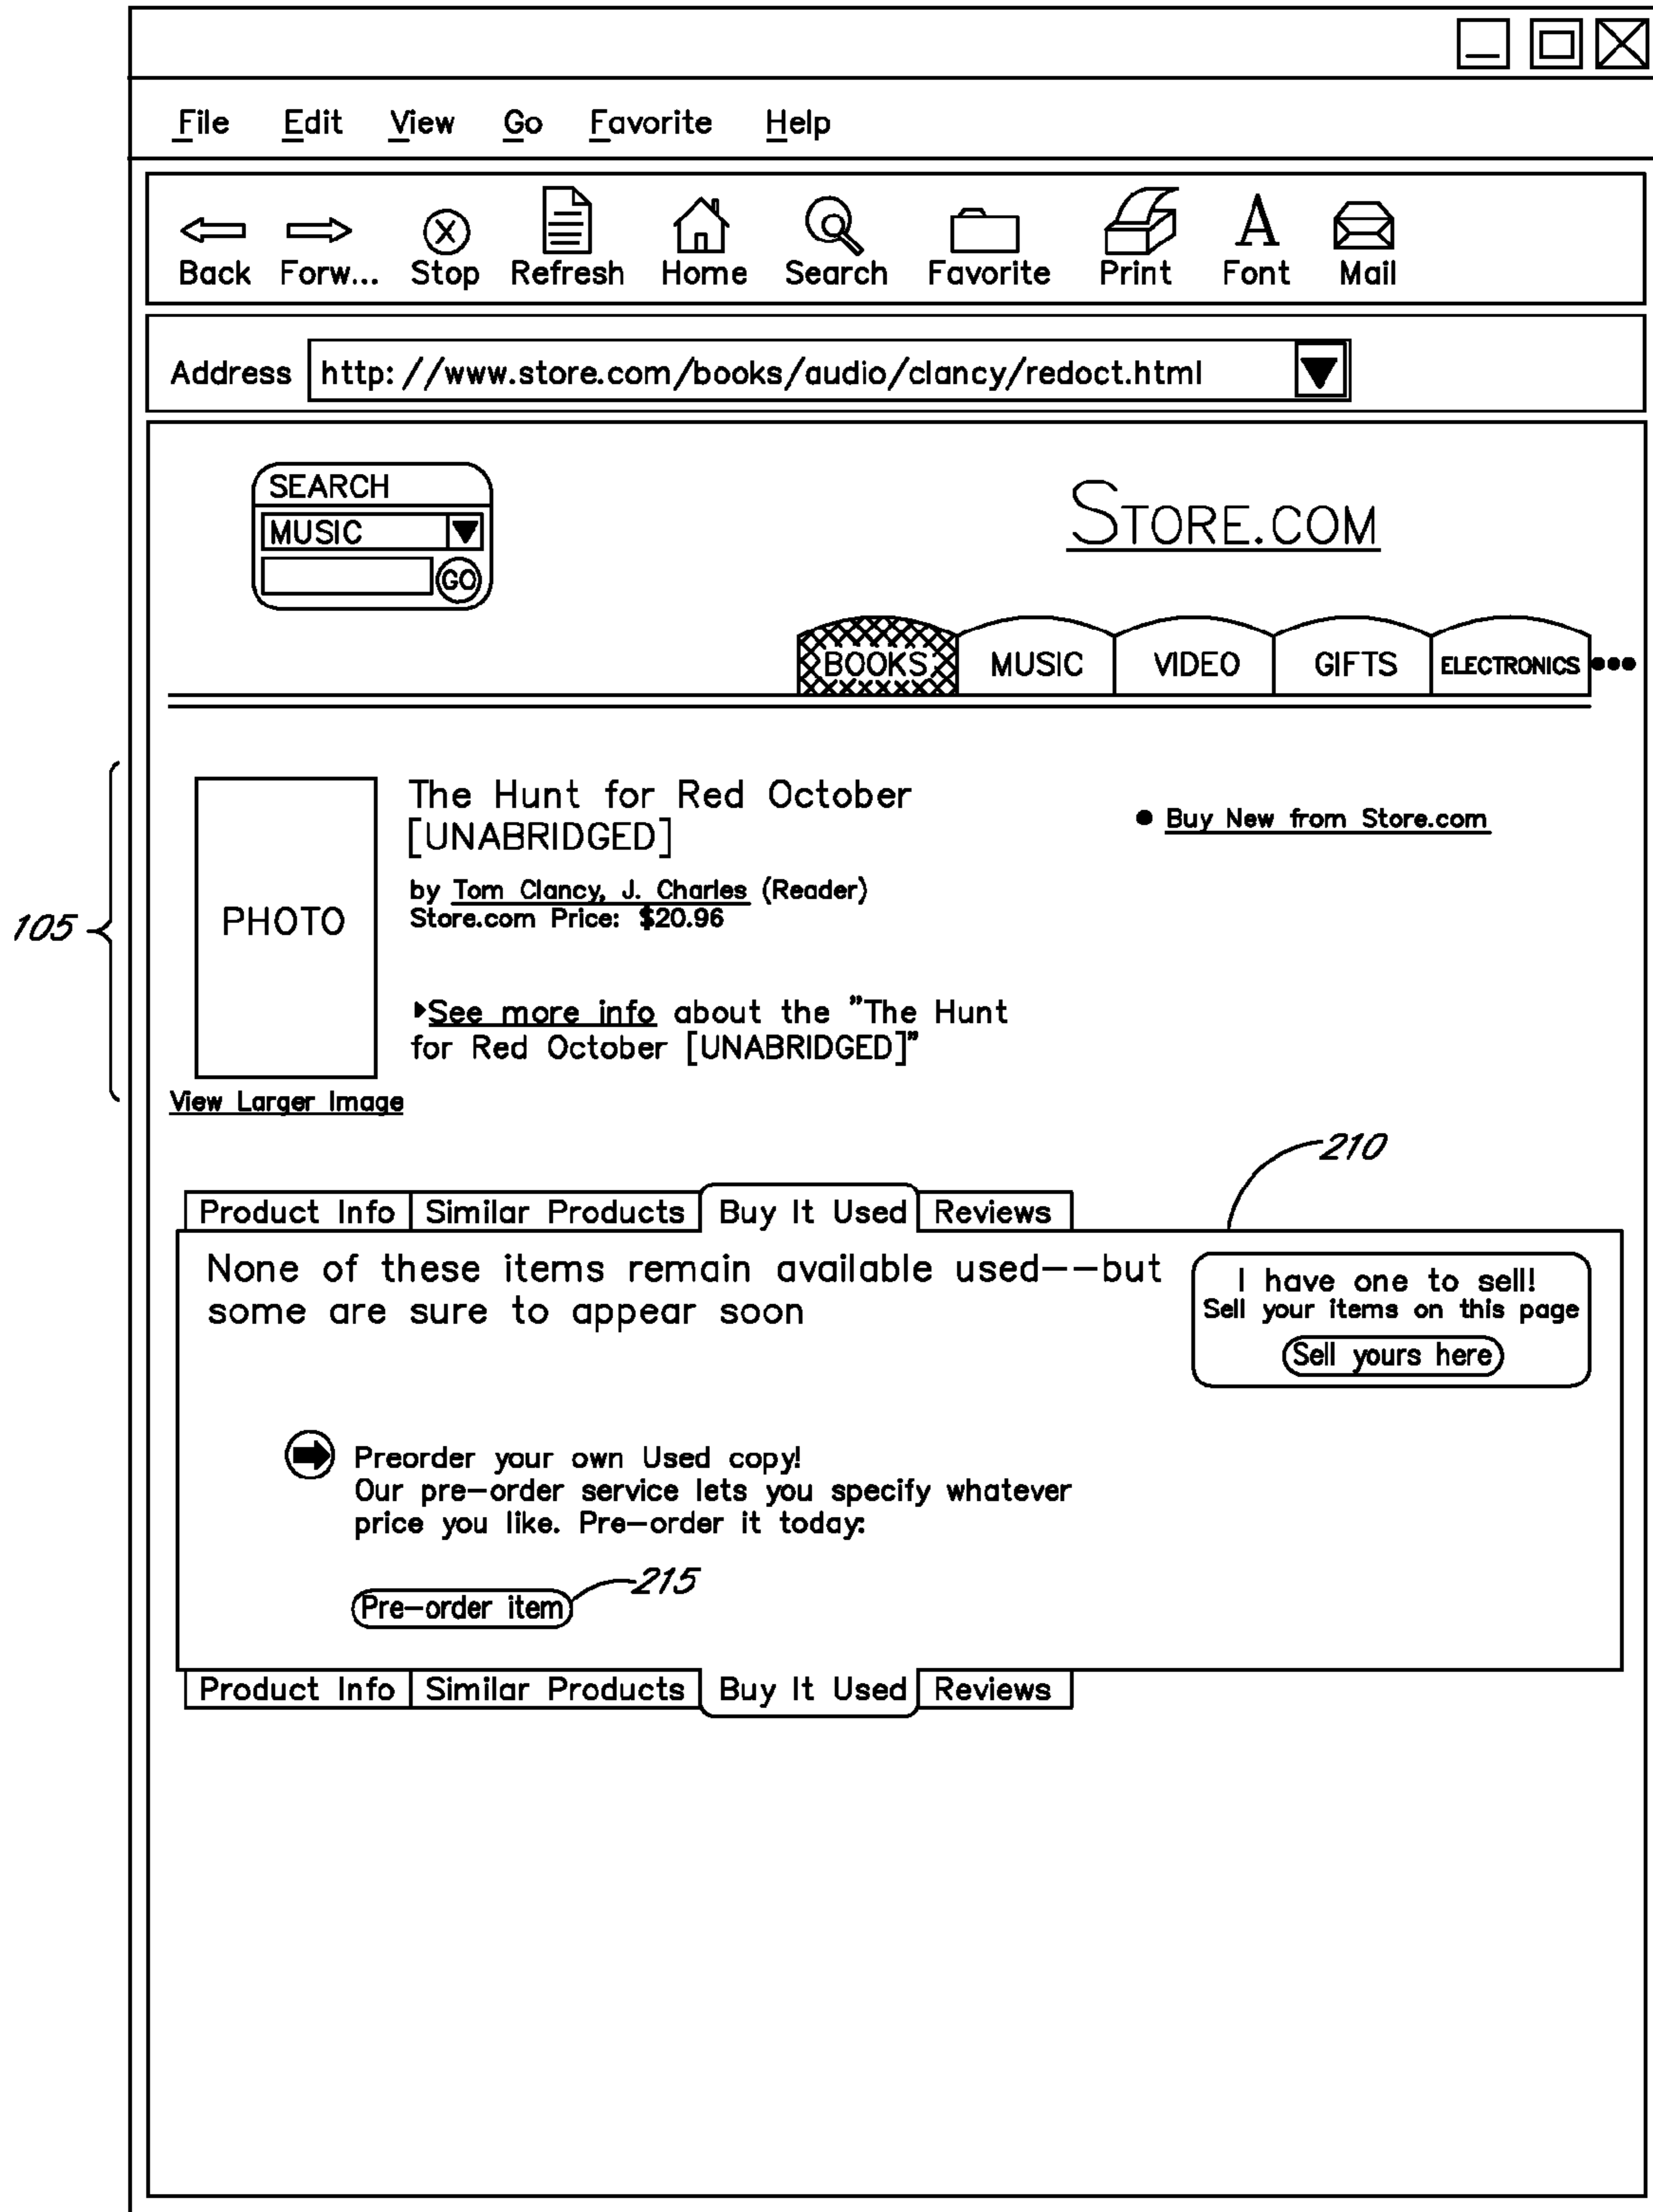 File Edit View Go Favorite Help
Back Forw... Stop Refresh Home Search Favorite Print A Font Mail
Address http://www.store.com/books/audio/clancy/redoct.html
SEARCH
MUSIC
GO
STORE.COM
BOOKS MUSIC VIDEO GIFTS ELECTRONICS •••
105
PHOTO
View Larger Image
The Hunt for Red October
[UNABRIDGED]
by Tom Clancy, J. Charles (Reader)
Store.com Price: $20.96
See more info about the "The Hunt
for Red October [UNABRIDGED]"
• Buy New from Store.com
210
Product Info Similar Products Buy It Used Reviews
None of these items remain available used--but
some are sure to appear soon
I have one to sell!
Sell your items on this page
Sell yours here
Preorder your own Used copy!
Our pre-order service lets you specify whatever
price you like. Pre-order it today:
215
Pre-order item
Product Info Similar Products Buy It Used Reviews